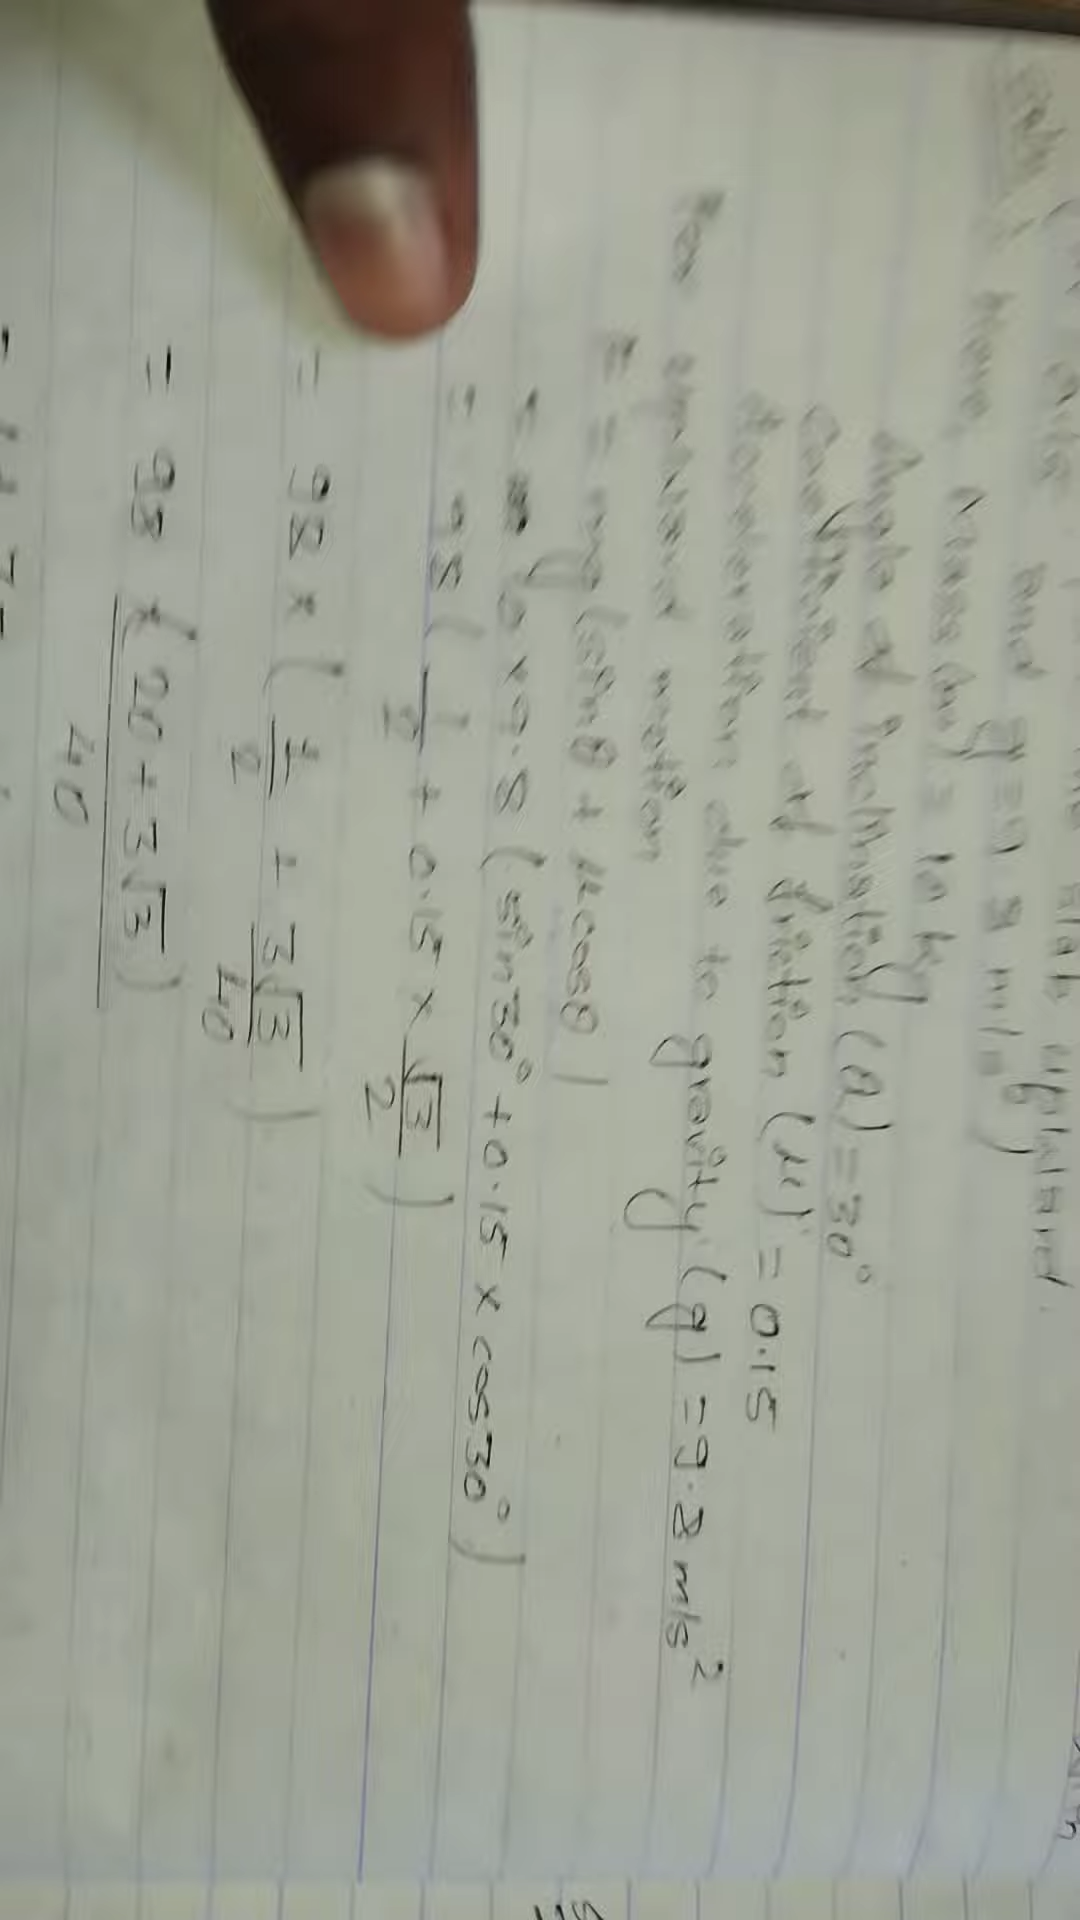 and g = 9.8 m/s²)
Soln: Here, Mass (m) = 10 kg
Angle of inclination (θ) = 30°
Coefficient of friction (μ) = 0.15
Acceleration due to gravity (g) = 9.8 m/s²
For upward motion
F = mg (sinθ + μcosθ)
= 10 x 9.8 (sin30° + 0.15 x cos30°)
= 98 ( 1/2 + 0.15 x √3/2 )
= 98 x ( 1/2 + 3√3/40 )
= 98 x (20 + 3√3)/40